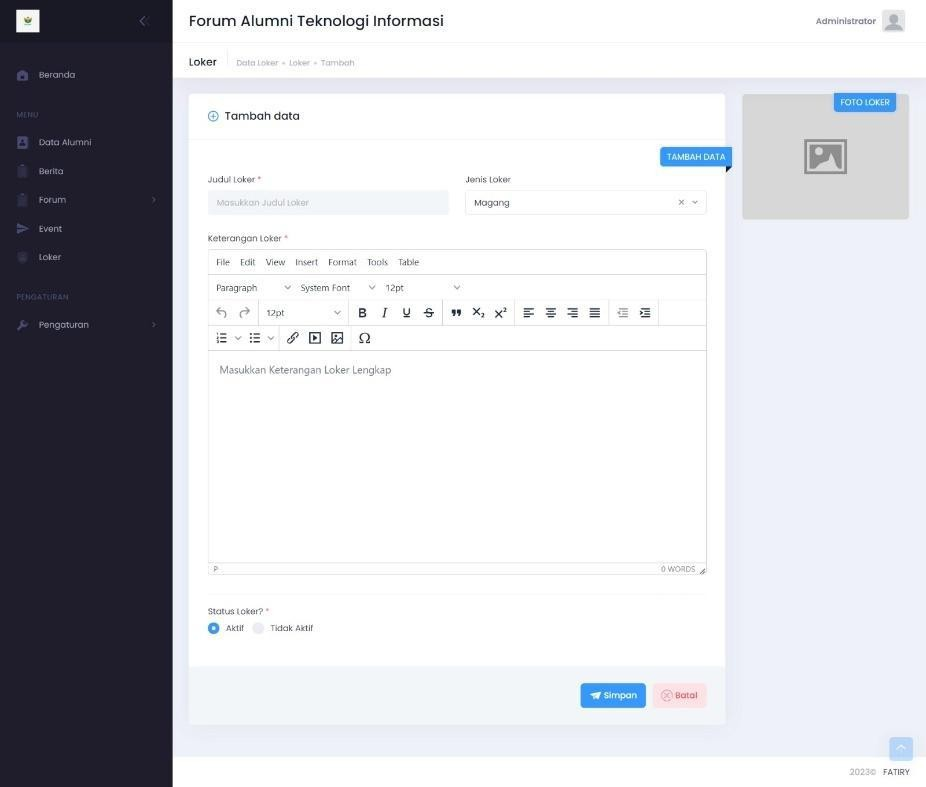 Forum Alumni Teknologi Informasi
Administrator
Loker
Data Loker • Loker • Tambah
Beranda
MENU
Data Alumni
Berita
Forum
Event
Loker
PENGATURAN
Pengaturan
Tambah data
TAMBAH DATA
FOTO LOKER
Judul Loker *
Masukkan Judul Loker
Jenis Loker
Magang
Keterangan Loker *
File Edit View Insert Format Tools Table
Paragraph System Font 12pt
12pt B I U S X₂ X²
Masukkan Keterangan Loker Lengkap
P
0 WORDS
Status Loker? *
Aktif Tidak Aktif
Simpan Batal
2023© FATIRY